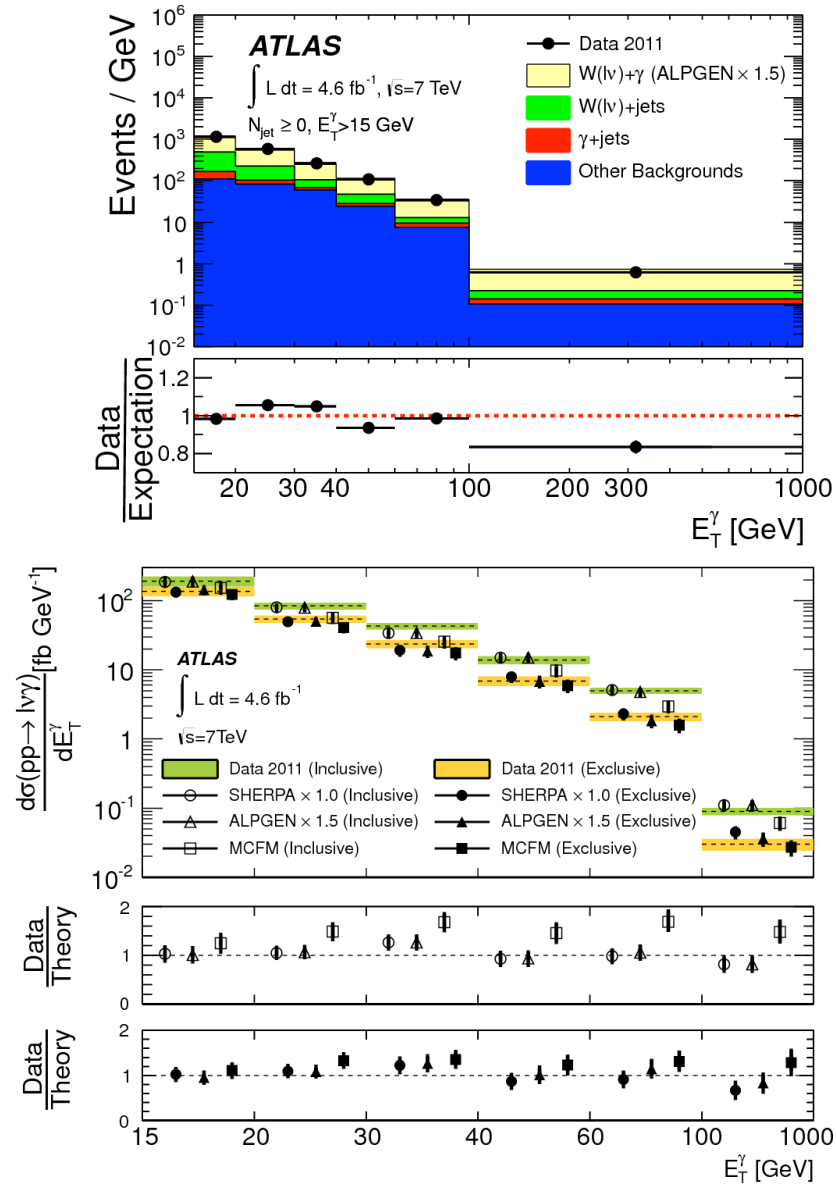 10⁶
10³
10²
10
1
10⁻¹
10⁻²
Events / GeV
ATLAS
∫ L dt = 4.6 fb⁻¹, √s=7 TeV
N_jet ≥ 0, E_T^γ>15 GeV
Data 2011
W(lν)+γ (ALPGEN × 1.5)
W(lν)+jets
γ+jets
Other Backgrounds
Data
Expectation
1.2
1
0.8
20 30 40 100 200 300 1000
E_T^γ [GeV]
dσ(pp→ lνγ)
dE_T^γ
[fb GeV⁻¹]
10²
10
1
10⁻¹
10⁻²
ATLAS
∫ L dt = 4.6 fb⁻¹
√s=7TeV
Data 2011 (Inclusive) Data 2011 (Exclusive)
SHERPA × 1.0 (Inclusive) SHERPA × 1.0 (Exclusive)
ALPGEN × 1.5 (Inclusive) ALPGEN × 1.5 (Exclusive)
MCFM (Inclusive) MCFM (Exclusive)
Data
Theory
2
1
0
Data
Theory
2
1
0
15 20 30 40 60 100 1000
E_T^γ [GeV]